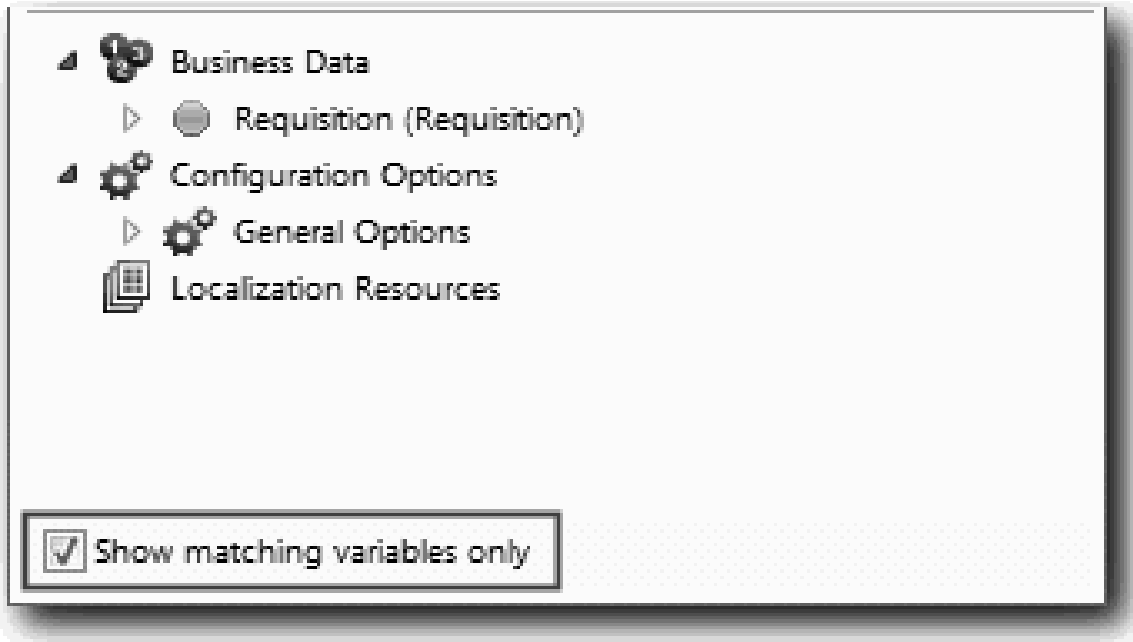 Business Data
Requisition (Requisition)
Configuration Options
General Options
Localization Resources
Show matching variables only